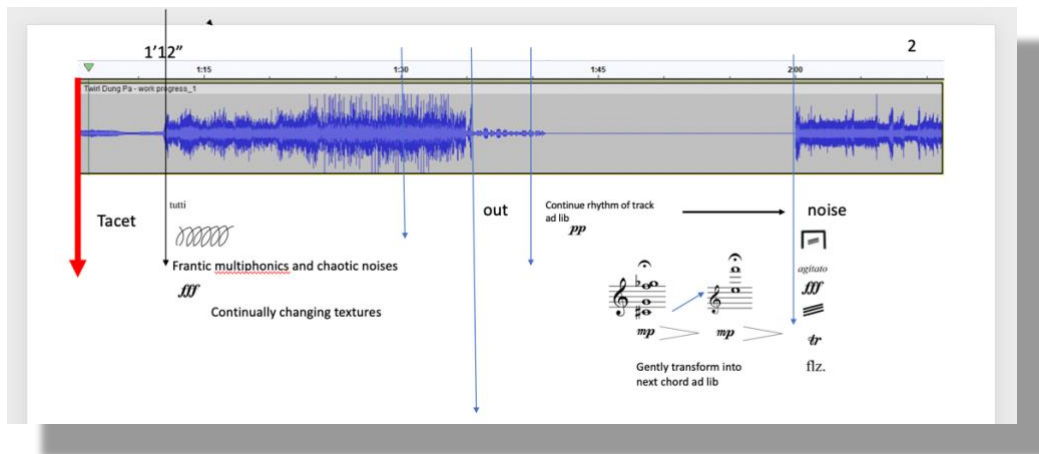 1'12"
2
1:15 1:30 1:45 2:00
Twirl Dung Pa - work progress_1
Tacet
tutti
Frantic multiphonics and chaotic noises
fff
Continually changing textures
out
Continue rhythm of track
ad lib
pp
mp mp
Gently transform into
next chord ad lib
noise
agitato
fff
tr
flz.